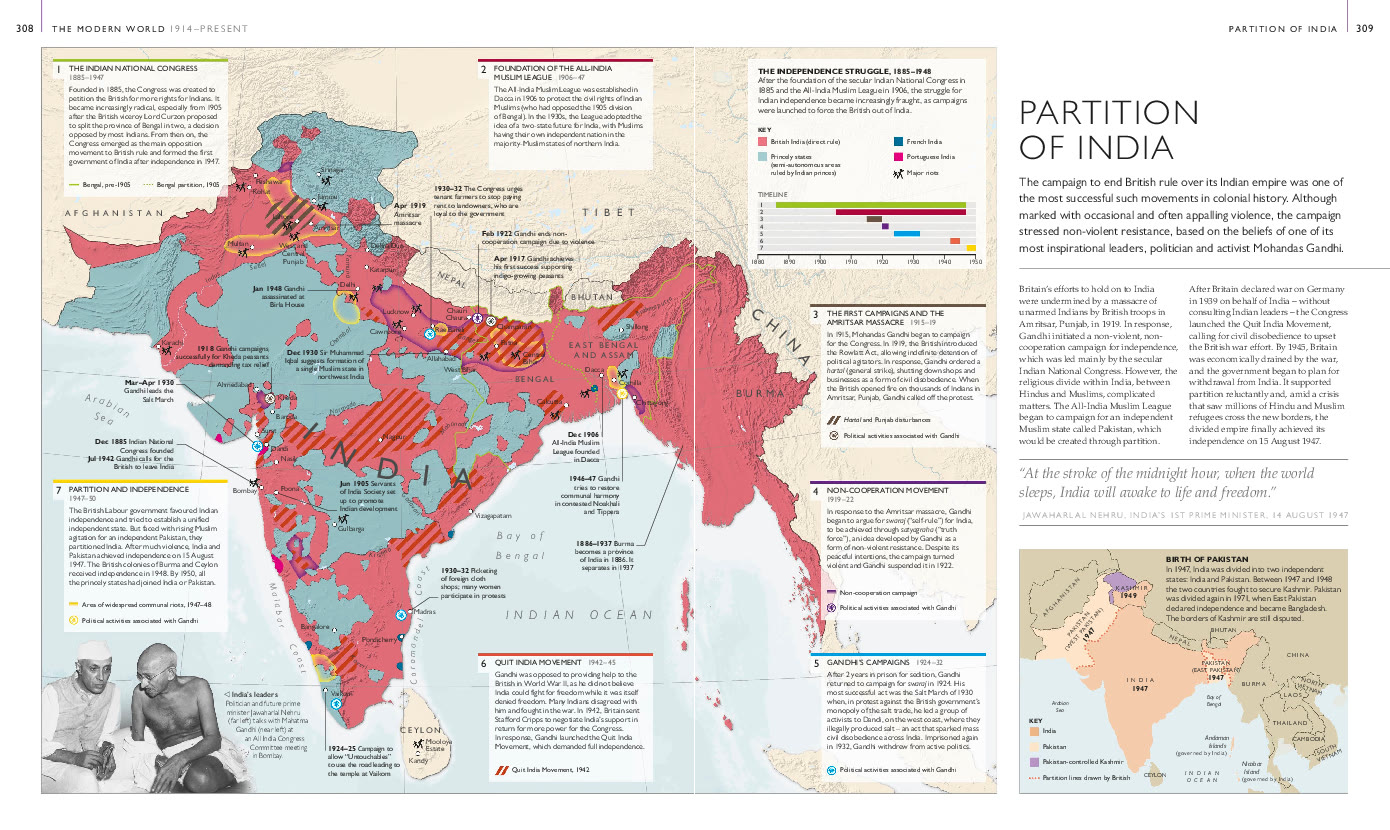 308 THE MODERN WORLD 1914–PRESENT
PARTITION OF INDIA 309
1 THE INDIAN NATIONAL CONGRESS
1885–1947
Founded in 1885, the Congress was created to
petition the British for more rights for Indians. It
became increasingly radical, especially from 1905
after the British viceroy Lord Curzon proposed
to split the province of Bengal in two, a decision
opposed by most Indians. From then on, the
Congress emerged as the main opposition
movement to British rule and formed the first
government of India after independence in 1947.
Bengal, pre-1905
Bengal partition, 1905
2 FOUNDATION OF THE ALL-INDIA
MUSLIM LEAGUE 1906–47
The All-India Muslim League was established in
Dacca in 1906 to protect the civil rights of Indian
Muslims (who had opposed the 1905 division
of Bengal). In the 1930s, the League adopted the
idea of a two-state future for India, with Muslims
having their own independent nation in the
majority-Muslim states of northern India.
THE INDEPENDENCE STRUGGLE, 1885–1948
After the foundation of the secular Indian National Congress in
1885 and the All-India Muslim League in 1906, the struggle for
Indian independence became increasingly fraught, as campaigns
were launched to force the British out of India.
KEY
British India (direct rule)
Princely states
(semi-autonomous areas
ruled by Indian princes)
French India
Portuguese India
Major riots
TIMELINE
1
2
3
4
5
6
7
1880 1890 1900 1910 1920 1930 1940 1950
AFGHANISTAN
TIBET
NEPAL
BHUTAN
CHINA
BURMA
EAST BENGAL
AND ASSAM
BENGAL
INDIA
CEYLON
Arabian
Sea
Bay of
Bengal
INDIAN OCEAN
Malabar Coast
Coromandel Coast
Peshawar
Kohat
Srinagar
Jammu
Lahore
Amritsar
Multan
West and
Central
Punjab
Dehra Dun
Kartarpur
Delhi
Lucknow
Cawnpore
Rae Bareli
Chauri
Chaura
Champaran
Patna
Allahabad
West Bihar
Central
Bihar
Shillong
Dacca
Comilla
Chittagong
Calcutta
Karachi
Ahmedabad
Kheda
Baroda
Surat
Dandi
Nasik
Bombay
Poona
Nagpur
Gulbarga
Vizagapatam
Madras
Bangalore
Pondicherry
Vaikom
Mooloya
Estate
Kandy
Apr 1919
Amritsar
massacre
1930–32 The Congress urges
tenant farmers to stop paying
rent to landowners, who are
loyal to the government
Feb 1922 Gandhi ends non-
cooperation campaign due to violence
Apr 1917 Gandhi achieves
his first success supporting
indigo-growing peasants
Jan 1948 Gandhi
assassinated at
Birla House
1918 Gandhi campaigns
successfully for Kheda peasants
demanding tax relief
Dec 1930 Sir Muhammad
Iqbal suggests formation of
a single Muslim state in
northwest India
Mar–Apr 1930
Gandhi leads the
Salt March
Dec 1885 Indian National
Congress founded
Jul 1942 Gandhi calls for the
British to leave India
Jun 1905 Servants
of India Society set
up to promote
Indian development
Dec 1906
All-India Muslim
League founded
in Dacca
1946–47 Gandhi
tries to restore
communal harmony
in contested Noakhali
and Tippera
1886–1937 Burma
becomes a province
of India in 1886. It
separates in 1937
1930–32 Picketing
of foreign cloth
shops; many women
participate in protests
1924–25 Campaign to
allow “Untouchables”
to use the road leading to
the temple at Vaikom
3 THE FIRST CAMPAIGNS AND THE
AMRITSAR MASSACRE 1915–19
In 1915, Mohandas Gandhi began to campaign
for the Congress. In 1919, the British introduced
the Rowlatt Act, allowing indefinite detention of
political agitators. In response, Gandhi ordered a
hartal (general strike), shutting down shops and
businesses as a form of civil disobedience. When
the British opened fire on thousands of Indians in
Amritsar, Punjab, Gandhi called off the protest.
Hartal and Punjab disturbances
Political activities associated with Gandhi
4 NON-COOPERATION MOVEMENT
1919–22
In response to the Amritsar massacre, Gandhi
began to argue for swaraj (“self-rule”) for India,
to be achieved through satyagraha (“truth
force”), an idea developed by Gandhi as a
form of non-violent resistance. Despite its
peaceful intentions, the campaign turned
violent and Gandhi suspended it in 1922.
Non-cooperation campaign
Political activities associated with Gandhi
5 GANDHI’S CAMPAIGNS 1924–32
After 2 years in prison for sedition, Gandhi
returned to campaign for swaraj in 1924. His
most successful act was the Salt March of 1930
when, in protest against the British government’s
monopoly of the salt trade, he led a group of
activists to Dandi, on the west coast, where they
illegally produced salt – an act that sparked mass
civil disobedience across India. Imprisoned again
in 1932, Gandhi withdrew from active politics.
Political activities associated with Gandhi
6 QUIT INDIA MOVEMENT 1942–45
Gandhi was opposed to providing help to the
British in World War II, as he did not believe
India could fight for freedom while it was itself
denied freedom. Many Indians disagreed with
him and fought in the war. In 1942, Britain sent
Stafford Cripps to negotiate India’s support in
return for more power for the Congress.
In response, Gandhi launched the Quit India
Movement, which demanded full independence.
Quit India Movement, 1942
7 PARTITION AND INDEPENDENCE
1947–50
The British Labour government favoured Indian
independence and tried to establish a unified
independent state. But faced with rising Muslim
agitation for an independent Pakistan, they
partitioned India. After much violence, India and
Pakistan achieved independence on 15 August
1947. The British colonies of Burma and Ceylon
received independence in 1948. By 1950, all
the princely states had joined India or Pakistan.
Area of widespread communal riots, 1947–48
Political activities associated with Gandhi
India’s leaders
Politician and future prime
minister Jawaharlal Nehru
(far left) talks with Mahatma
Gandhi (near left) at
an All India Congress
Committee meeting
in Bombay.
PARTITION
OF INDIA
The campaign to end British rule over its Indian empire was one of
the most successful such movements in colonial history. Although
marked with occasional and often appalling violence, the campaign
stressed non-violent resistance, based on the beliefs of one of its
most inspirational leaders, politician and activist Mohandas Gandhi.
Britain’s efforts to hold on to India
were undermined by a massacre of
unarmed Indians by British troops in
Amritsar, Punjab, in 1919. In response,
Gandhi initiated a non-violent, non-
cooperation campaign for independence,
which was led mainly by the secular
Indian National Congress. However, the
religious divide within India, between
Hindus and Muslims, complicated
matters. The All-India Muslim League
began to campaign for an independent
Muslim state called Pakistan, which
would be created through partition.
After Britain declared war on Germany
in 1939 on behalf of India – without
consulting Indian leaders – the Congress
launched the Quit India Movement,
calling for civil disobedience to upset
the British war effort. By 1945, Britain
was economically drained by the war,
and the government began to plan for
withdrawal from India. It supported
partition reluctantly and, amid a crisis
that saw millions of Hindu and Muslim
refugees cross the new borders, the
divided empire finally achieved its
independence on 15 August 1947.
“At the stroke of the midnight hour, when the world
sleeps, India will awake to life and freedom.”
JAWAHARLAL NEHRU, INDIA’S 1ST PRIME MINISTER, 14 AUGUST 1947
BIRTH OF PAKISTAN
In 1947, India was divided into two independent
states: India and Pakistan. Between 1947 and 1948
the two countries fought to secure Kashmir. Pakistan
was divided again in 1971, when East Pakistan
declared independence and became Bangladesh.
The borders of Kashmir are still disputed.
AFGHANISTAN
KASHMIR
1949
PAKISTAN
(WEST PAKISTAN)
1947
NEPAL
BHUTAN
CHINA
PAKISTAN
(EAST PAKISTAN)
1947
INDIA
1947
BURMA
NORTH
VIETNAM
LAOS
THAILAND
CAMBODIA
SOUTH
VIETNAM
Arabian
Sea
Bay of
Bengal
Andaman
Islands
(governed by India)
Nicobar
Island
(governed by India)
CEYLON
INDIAN
OCEAN
KEY
India
Pakistan
Pakistan-controlled Kashmir
Partition lines drawn by British